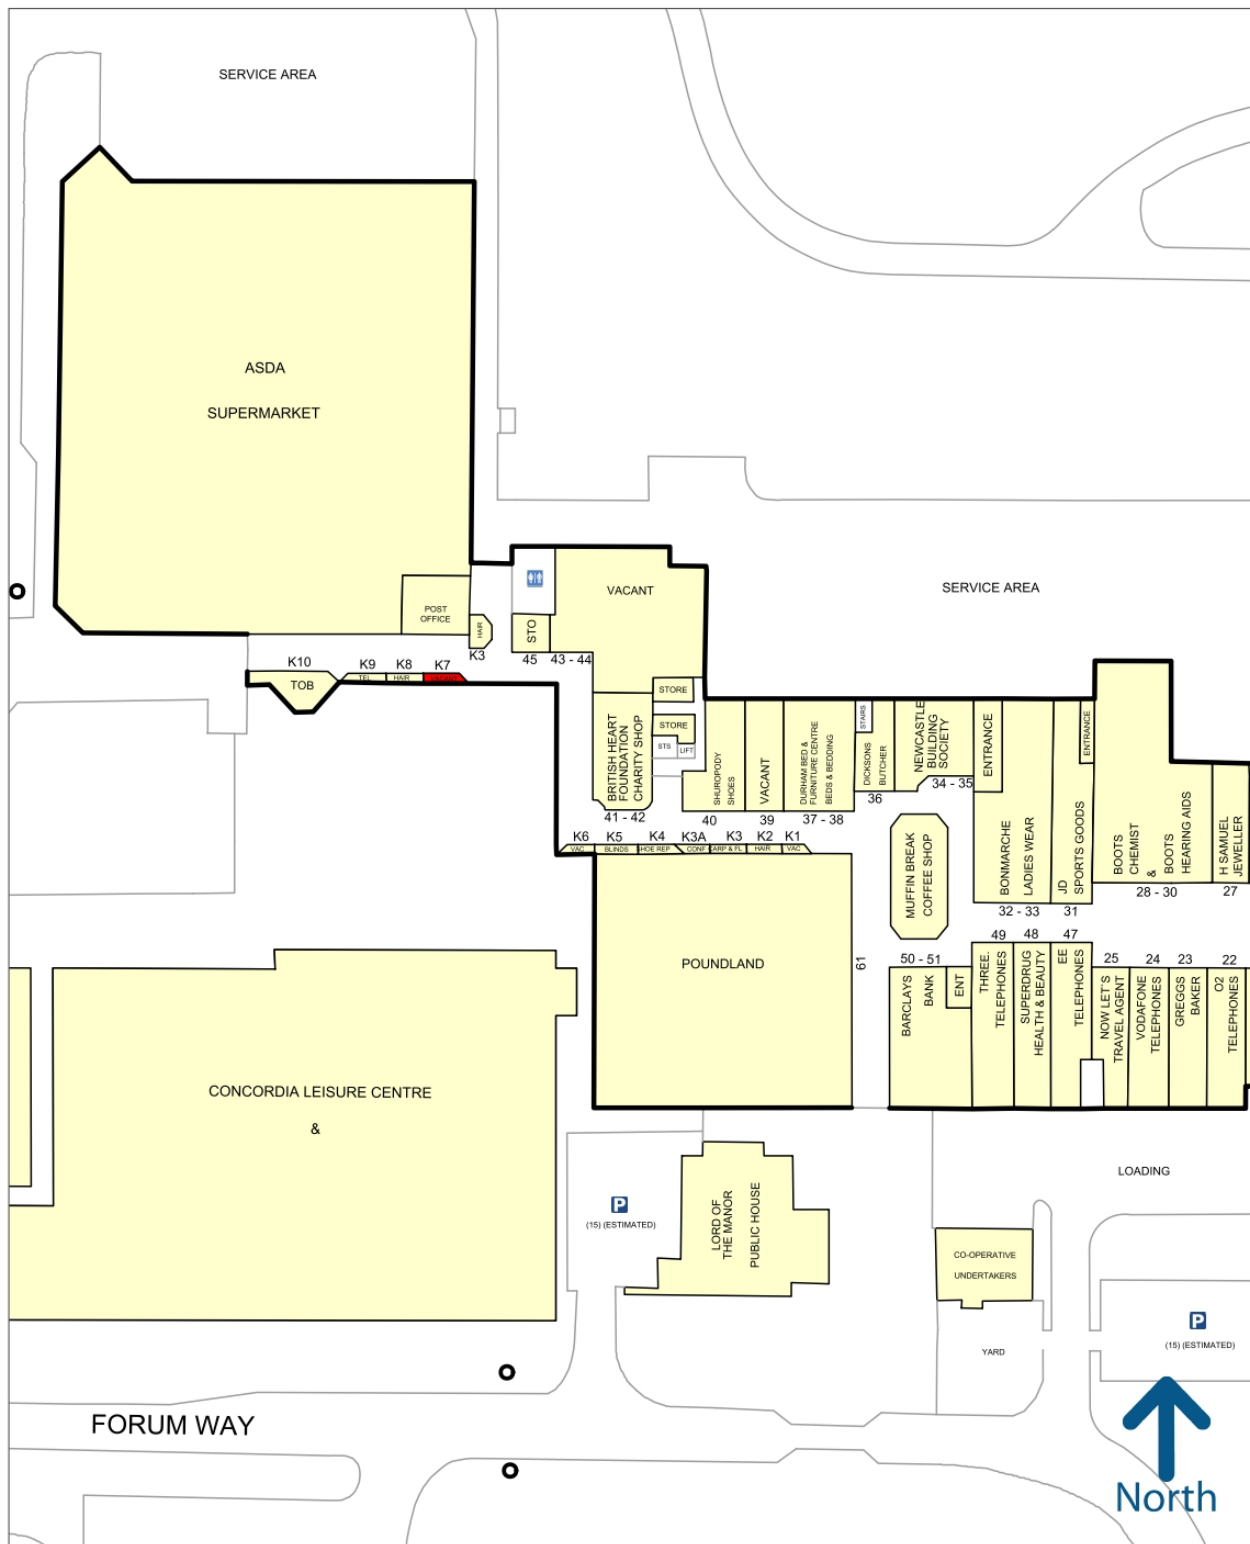 SERVICE AREA
ASDA
SUPERMARKET
POST
OFFICE
HAIR
K3
STO
45
43 - 44
VACANT
SERVICE AREA
K10
TOB
K9
TEL
K8
HAIR
K7
VACANT
STORE
STORE
STS
LIFT
BRITISH HEART
FOUNDATION
CHARITY SHOP
41 - 42
SHUROPODY
SHOES
40
VACANT
39
DURHAM BED &
FURNITURE CENTRE
BEDS & BEDDING
37 - 38
STAIRS
DICKSONS
BUTCHER
36
NEWCASTLE
BUILDING
SOCIETY
34 - 35
ENTRANCE
BONMARCHE
LADIES WEAR
32 - 33
JD
SPORTS GOODS
31
ENTRANCE
BOOTS
CHEMIST
&
BOOTS
HEARING AIDS
28 - 30
H SAMUEL
JEWELLER
27
K6
VAC
K5
BLINDS
K4
HOE REP
K3A
CONF
K3
CARP & FL
K2
HAIR
K1
VAC
MUFFIN BREAK
COFFEE SHOP
POUNDLAND
61
50 - 51
BARCLAYS
BANK
ENT
49
THREE.
TELEPHONES
48
SUPERDRUG
HEALTH & BEAUTY
47
EE
TELEPHONES
25
NOW LET'S
TRAVEL AGENT
24
VODAFONE
TELEPHONES
23
GREGGS
BAKER
22
O2
TELEPHONES
CONCORDIA LEISURE CENTRE
&
P
(15) (ESTIMATED)
LORD OF
THE MANOR
PUBLIC HOUSE
LOADING
CO-OPERATIVE
UNDERTAKERS
YARD
P
(15) (ESTIMATED)
FORUM WAY
North